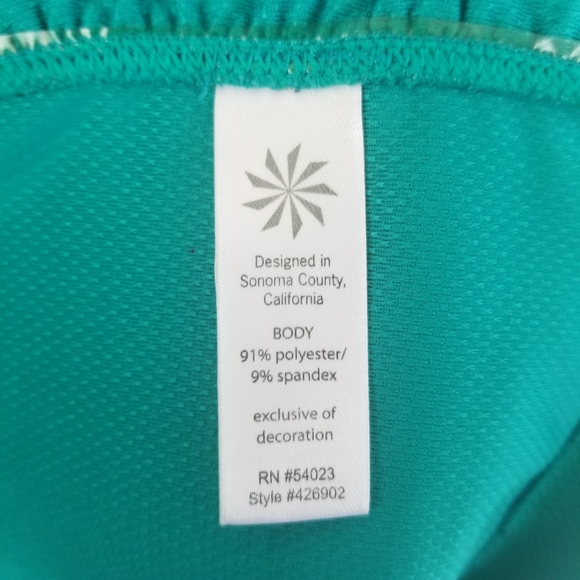 Designed in
Sonoma County,
California
BODY
91% polyester/
9% spandex
exclusive of
decoration
RN #54023
Style #426902